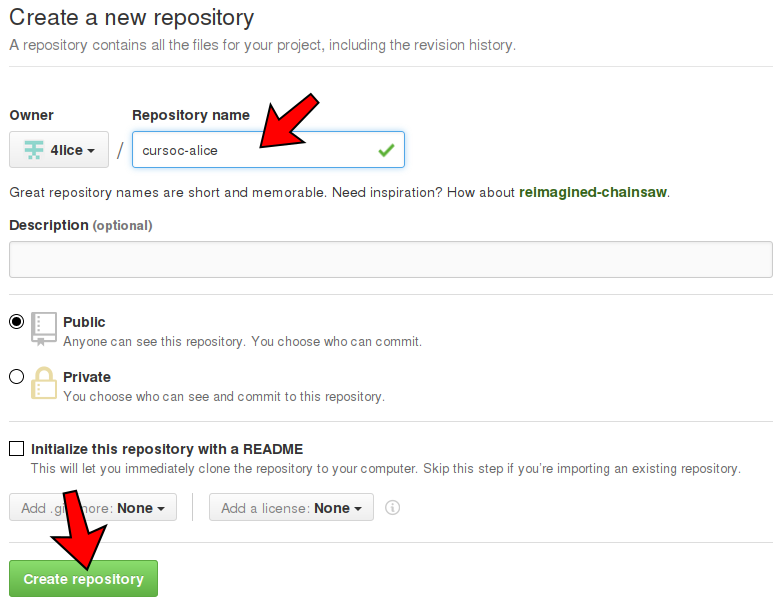 Create a new repository
A repository contains all the files for your project, including the revision history.
Owner Repository name
4lice / cursoc-alice
Great repository names are short and memorable. Need inspiration? How about reimagined-chainsaw.
Description (optional)
Public
Anyone can see this repository. You choose who can commit.
Private
You choose who can see and commit to this repository.
Initialize this repository with a README
This will let you immediately clone the repository to your computer. Skip this step if you're importing an existing repository.
Add None Add a license: None
Create repository